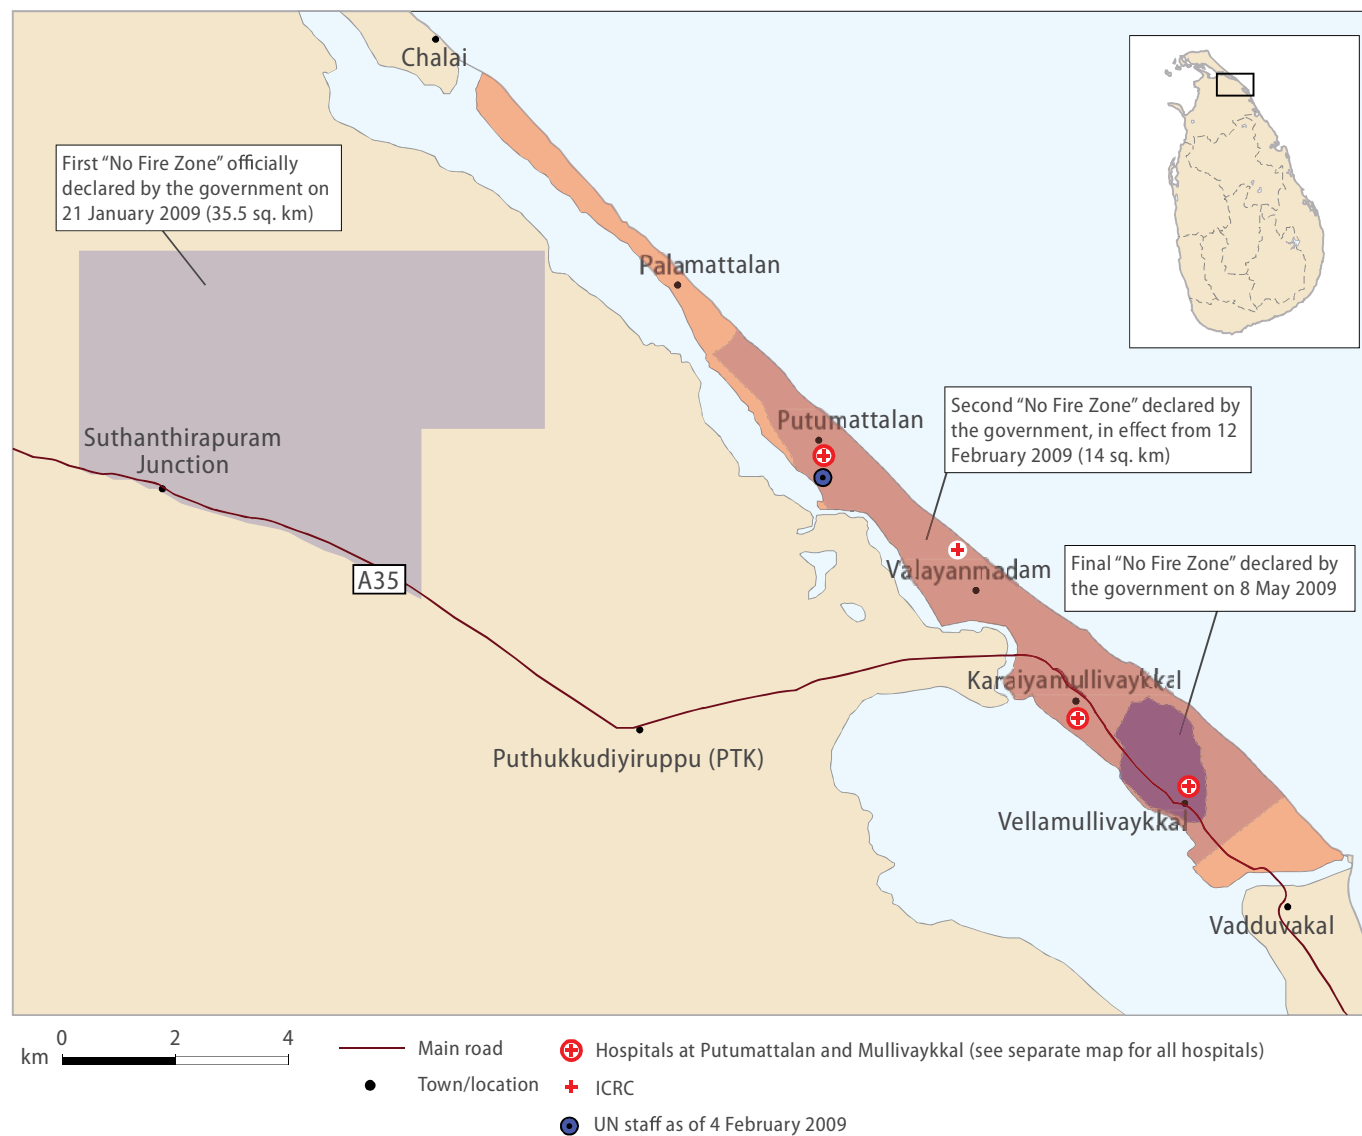 Chalai
First “No Fire Zone” officially
declared by the government on
21 January 2009 (35.5 sq. km)
Palamattalan
Second “No Fire Zone” declared by
the government, in effect from 12
February 2009 (14 sq. km)
Putumattalan
Suthanthirapuram
Junction
Final “No Fire Zone” declared by
the government on 8 May 2009
Valayanmadam
A35
Karaiyamullivaykkal
Puthukkudiyiruppu (PTK)
Vellamullivaykkal
Vadduvakal
0 2 4
km
Main road
Town/location
Hospitals at Putumattalan and Mullivaykkal (see separate map for all hospitals)
ICRC
UN staff as of 4 February 2009